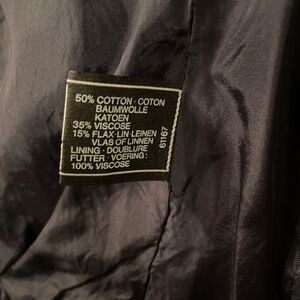 50% COTTON·COTON
BAUMWOLLE
KATOEN
35% VISCOSE
15% FLAX·LIN·LEINEN
VLAS OF LINNEN
LINING · DOUBLURE
FUTTER · VOERING:
100% VISCOSE
61167